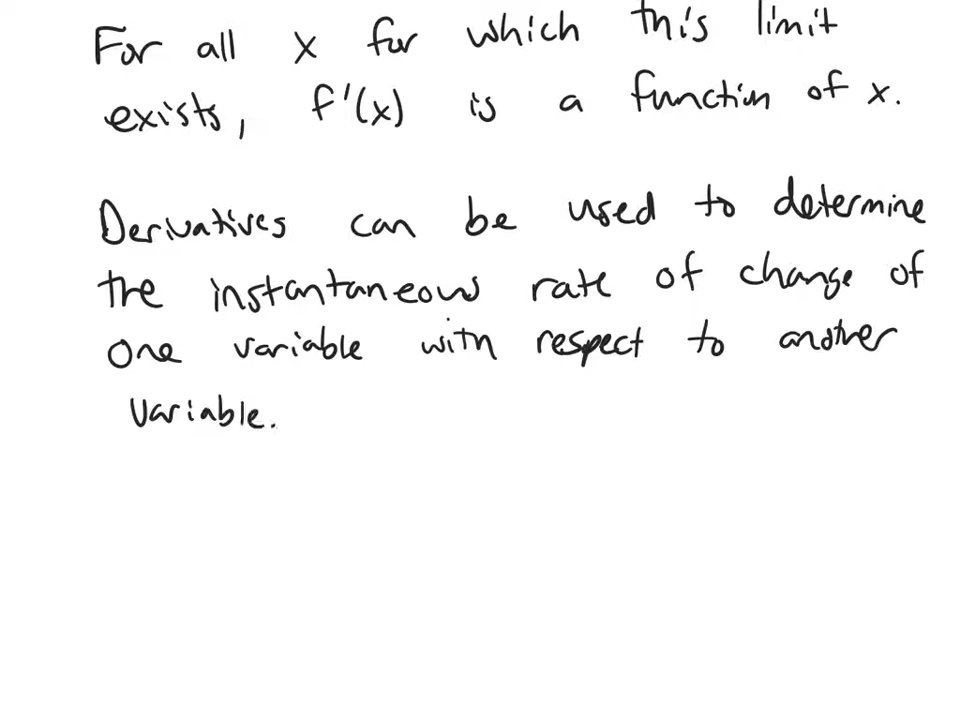 For all x for which this limit
exists, f'(x) is a function of x.
Derivatives can be used to determine
the instantaneous rate of change of
one variable with respect to another
variable.